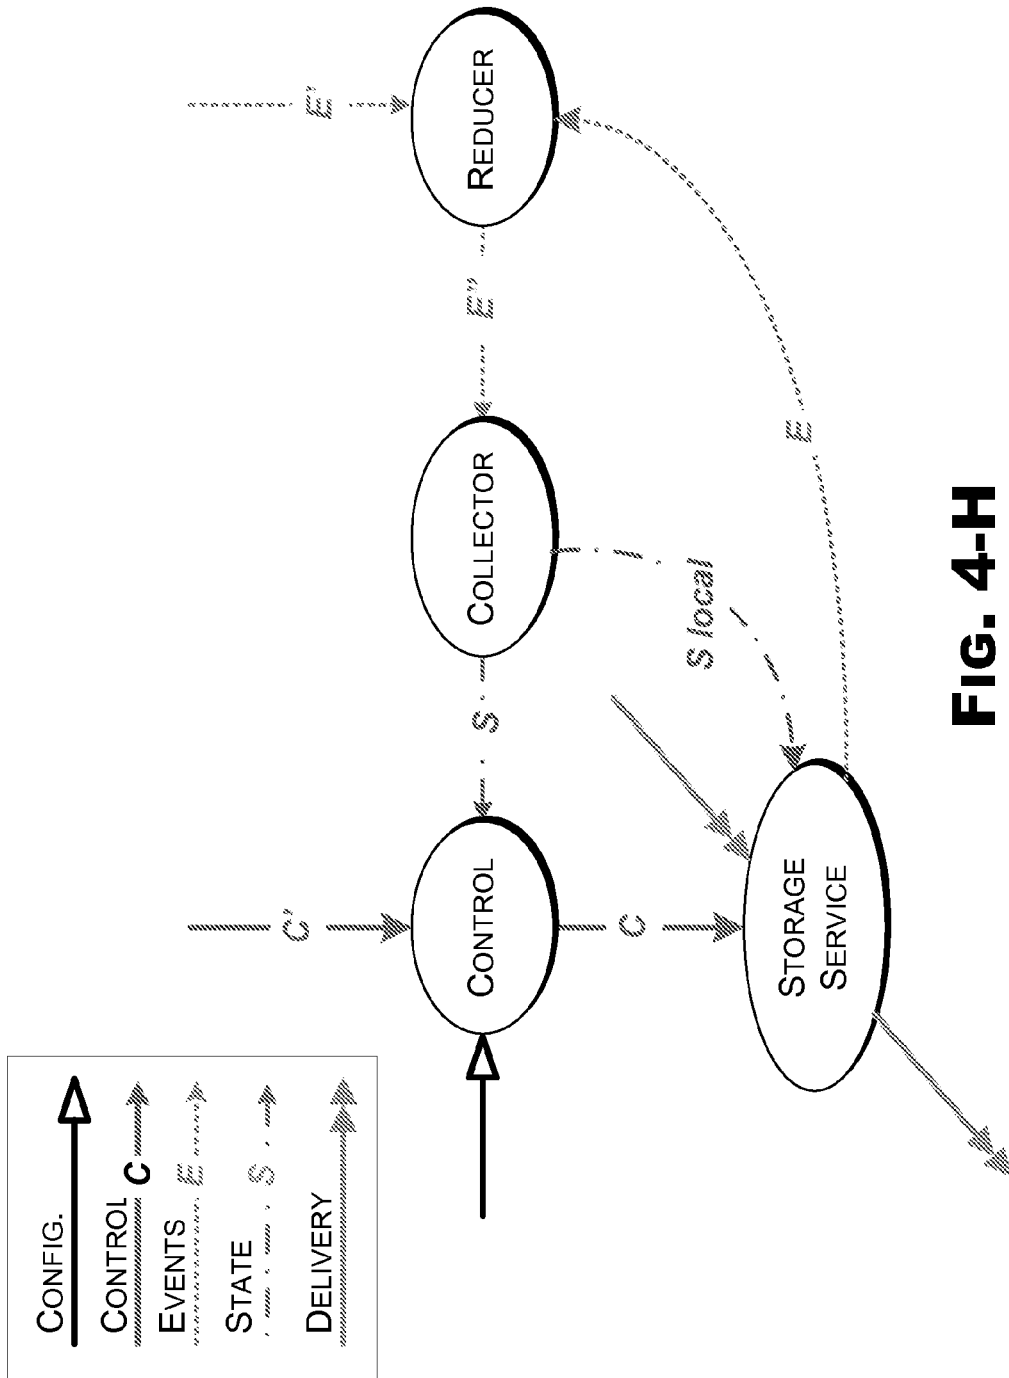 CONFIG.
CONTROL C
EVENTS E
STATE S
DELIVERY
C'
E'
CONTROL
S
COLLECTOR
E"
REDUCER
C
S local
E
STORAGE
SERVICE
FIG. 4-H